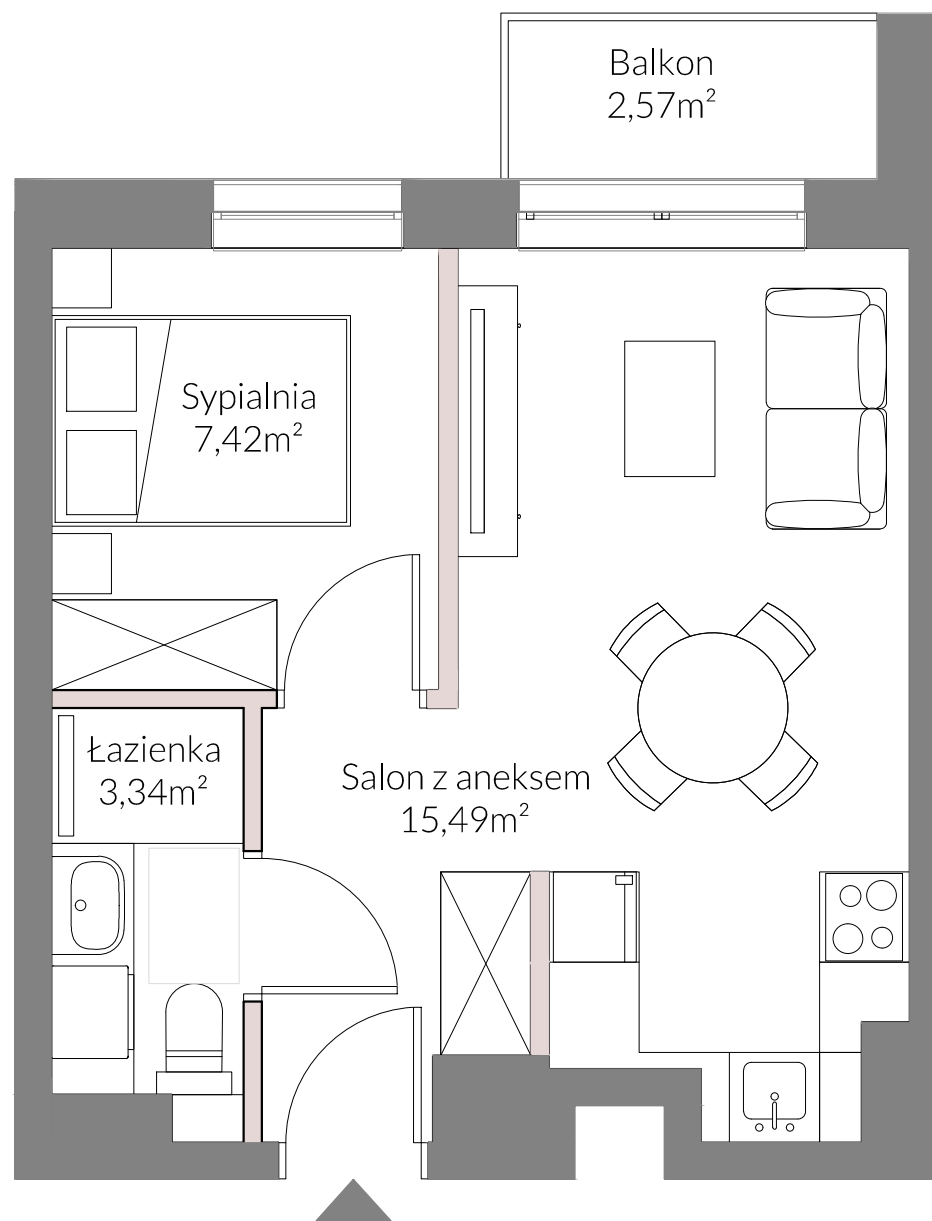 Balkon
2,57m²
Sypialnia
7,42m²
Łazienka
3,34m²
Salon z aneksem
15,49m²